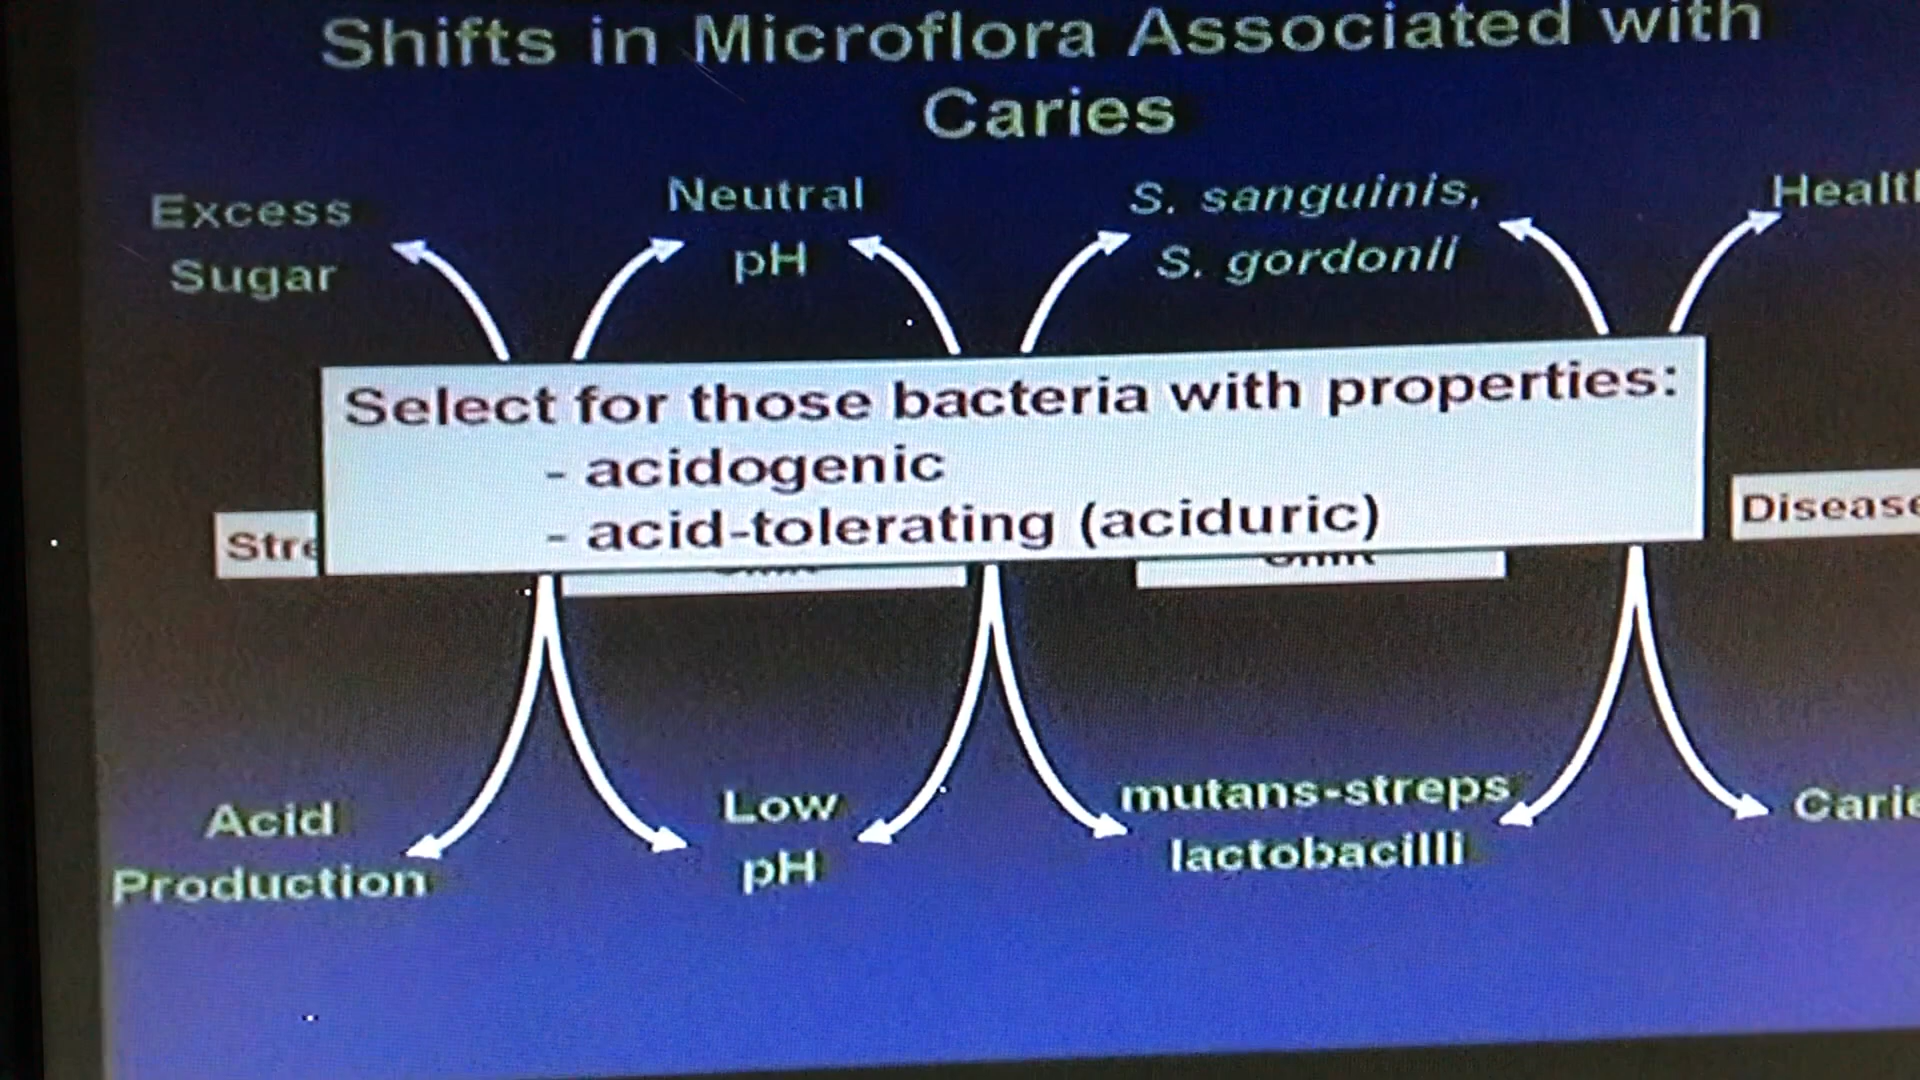 Shifts in Microflora Associated with
Caries
Excess
Sugar
Neutral
pH
S. sanguinis,
S. gordonii
Select for those bacteria with properties:
- acidogenic
- acid-tolerating (aciduric)
Disease
Acid
Production
Low
pH
mutans-streps
lactobacilli